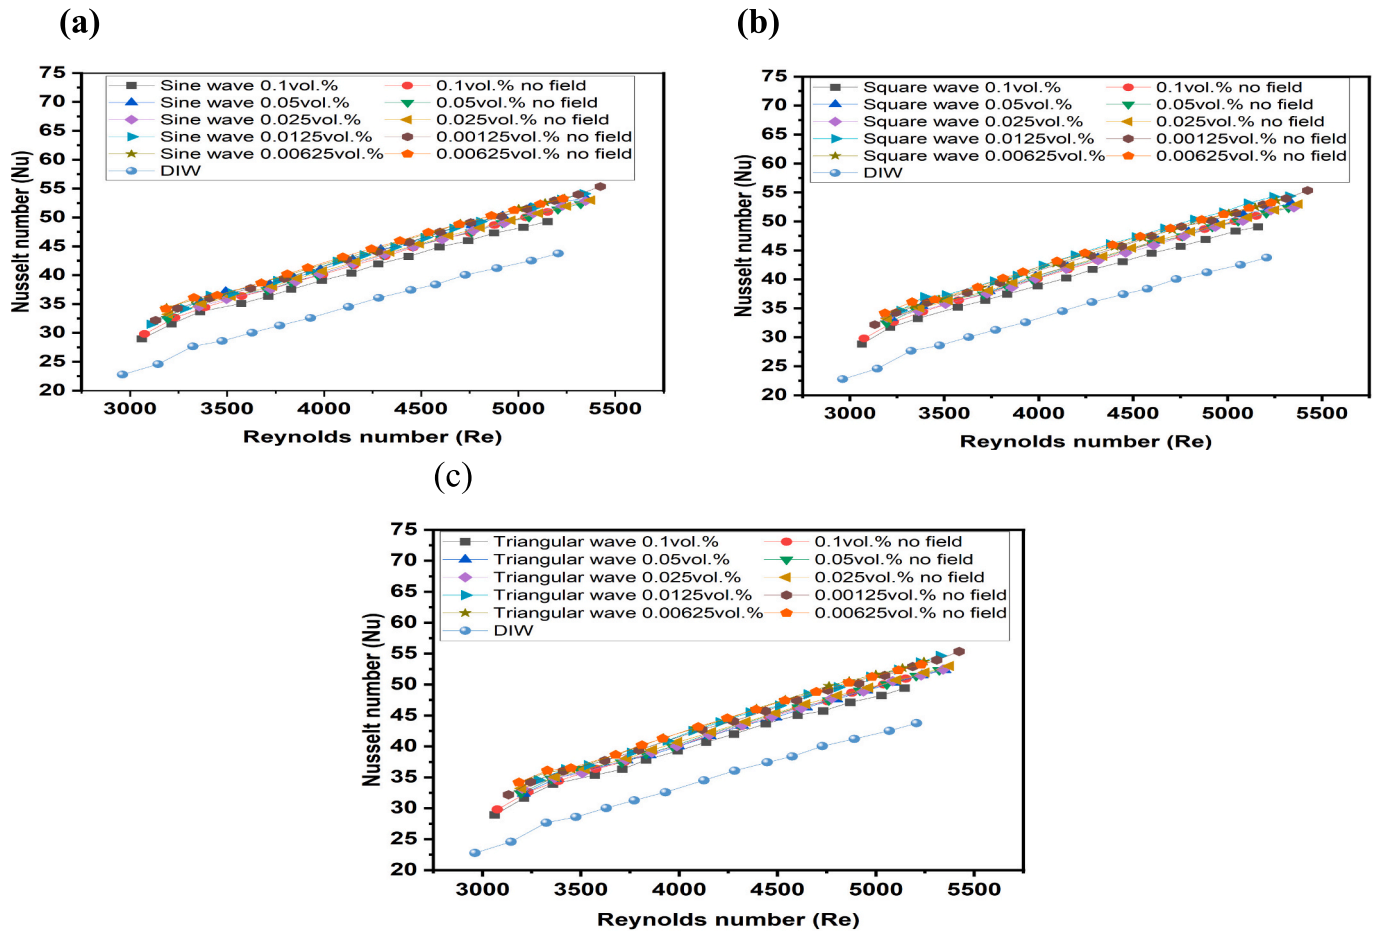 (a)
Nusselt number (Nu)
75
70
65
60
55
50
45
40
35
30
25
20
Sine wave 0.1vol.% 0.1vol.% no field
Sine wave 0.05vol.% 0.05vol.% no field
Sine wave 0.025vol.% 0.025vol.% no field
Sine wave 0.0125vol.% 0.00125vol.% no field
Sine wave 0.00625vol.% 0.00625vol.% no field
DIW
3000 3500 4000 4500 5000 5500
Reynolds number (Re)
(b)
Nusselt number (Nu)
75
70
65
60
55
50
45
40
35
30
25
20
Square wave 0.1vol.% 0.1vol.% no field
Square wave 0.05vol.% 0.05vol.% no field
Square wave 0.025vol.% 0.025vol.% no field
Square wave 0.0125vol.% 0.00125vol.% no field
Square wave 0.00625vol.% 0.00625vol.% no field
DIW
3000 3500 4000 4500 5000 5500
Reynolds number (Re)
(c)
Nusselt number (Nu)
75
70
65
60
55
50
45
40
35
30
25
20
Triangular wave 0.1vol.% 0.1vol.% no field
Triangular wave 0.05vol.% 0.05vol.% no field
Triangular wave 0.025vol.% 0.025vol.% no field
Triangular wave 0.0125vol.% 0.00125vol.% no field
Triangular wave 0.00625vol.% 0.00625vol.% no field
DIW
3000 3500 4000 4500 5000 5500
Reynolds number (Re)